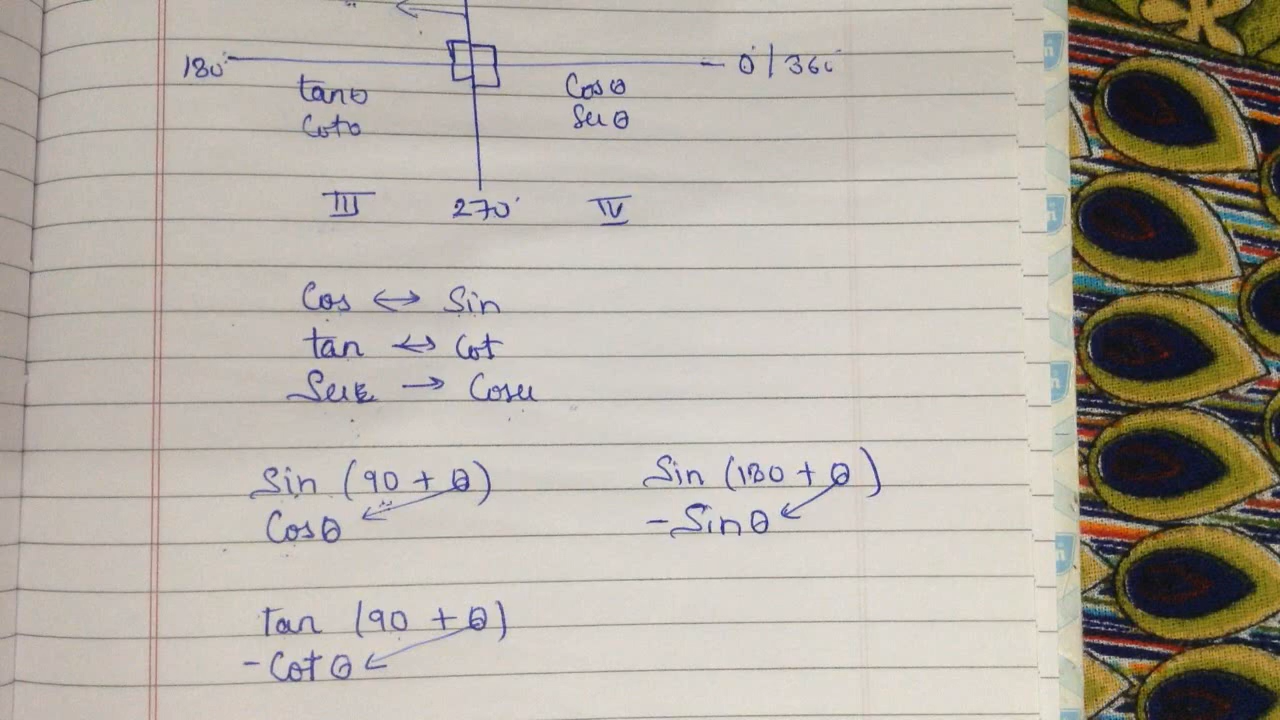 180° 0° / 360
tanθ Cosθ
Cotθ Secθ
III 270° IV
Cos ↔ Sin
tan ↔ Cot
Sec → Cosec
Sin (90 + θ) Sin (180 + θ)
Cosθ -Sinθ
tan (90 + θ)
-Cotθ